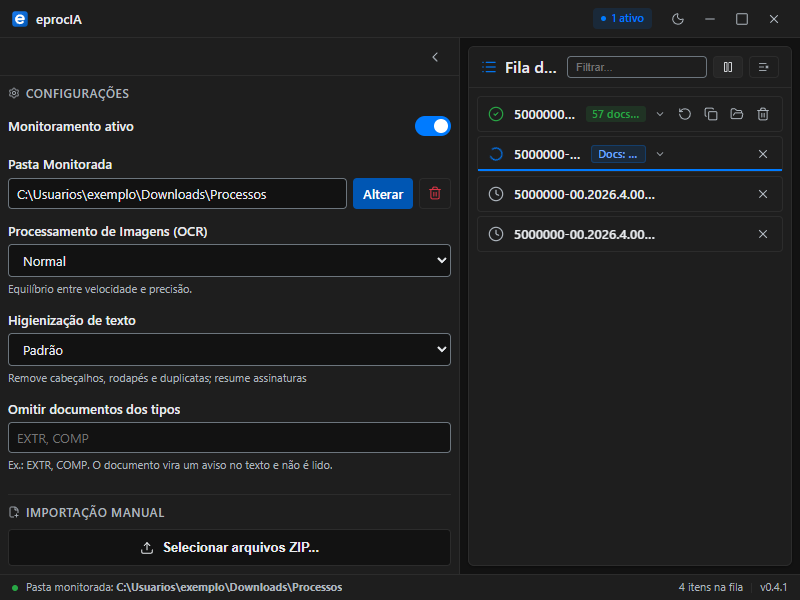 eprocIA
1 ativo
CONFIGURAÇÕES
Monitoramento ativo
Pasta Monitorada
C:\Usuarios\exemplo\Downloads\Processos
Alterar
Processamento de Imagens (OCR)
Normal
Equilíbrio entre velocidade e precisão.
Higienização de texto
Padrão
Remove cabeçalhos, rodapés e duplicatas; resume assinaturas
Omitir documentos dos tipos
EXTR, COMP
Ex.: EXTR, COMP. O documento vira um aviso no texto e não é lido.
IMPORTAÇÃO MANUAL
Selecionar arquivos ZIP...
Fila d...
Filtrar...
5000000... 57 docs...
5000000-... Docs: ...
5000000-00.2026.4.00...
5000000-00.2026.4.00...
Pasta monitorada: C:\Usuarios\exemplo\Downloads\Processos
4 itens na fila
v0.4.1